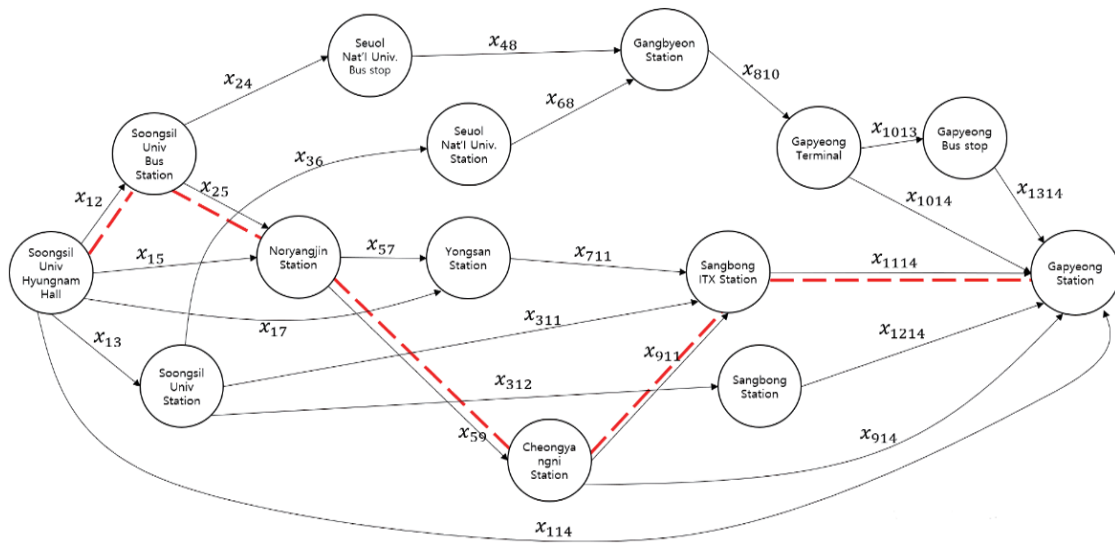 Seuol
Nat'l Univ.
Bus stop
x48
Gangbyeon
Station
x24
x810
x68
Soongsil
Univ
Bus
Station
Seuol
Nat'l Univ.
Station
Gapyeong
Terminal
x1013
Gapyeong
Bus stop
x36
x25
x12
x1014
x1314
Soongsil
Univ
Hyungnam
Hall
x15
Noryangjin
Station
x57
Yongsan
Station
x711
Sangbong
ITX Station
x1114
Gapyeong
Station
x17
x311
x13
x911
x1214
Soongsil
Univ
Station
x312
Sangbong
Station
x59
x914
Cheongya
ngni
Station
x114